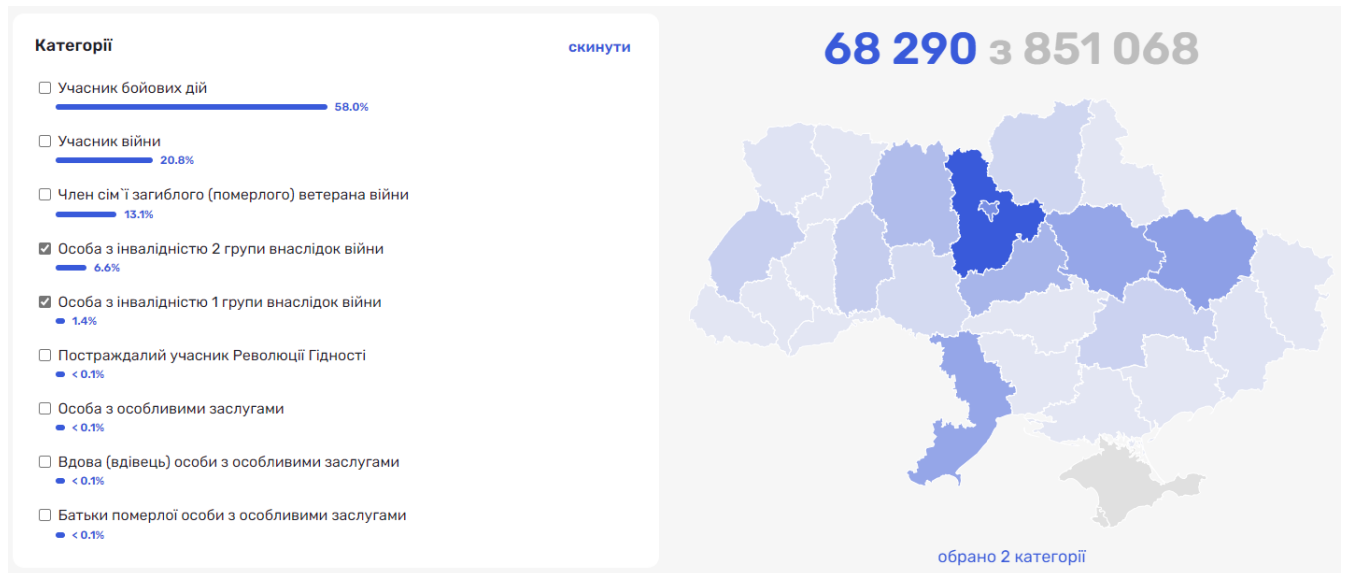 Категорії
скинути
Учасник бойових дій
58.0%
Учасник війни
20.8%
Член сім`ї загиблого (померлого) ветерана війни
13.1%
Особа з інвалідністю 2 групи внаслідок війни
6.6%
Особа з інвалідністю 1 групи внаслідок війни
1.4%
Постраждалий учасник Революції Гідності
< 0.1%
Особа з особливими заслугами
< 0.1%
Вдова (вдівець) особи з особливими заслугами
< 0.1%
Батьки померлої особи з особливими заслугами
< 0.1%
68 290 з 851 068
обрано 2 категорії